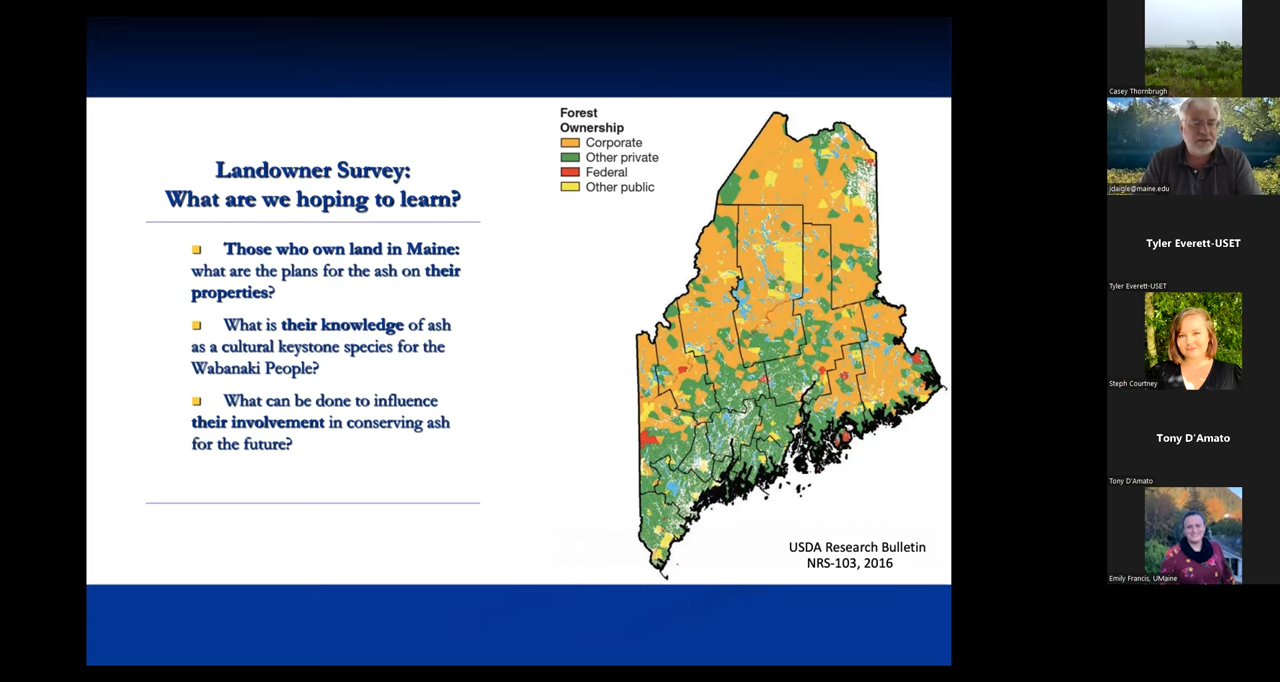 Landowner Survey:
What are we hoping to learn?
Those who own land in Maine:
what are the plans for the ash on their
properties?
What is their knowledge of ash
as a cultural keystone species for the
Wabanaki People?
What can be done to influence
their involvement in conserving ash
for the future?
Forest
Ownership
Corporate
Other private
Federal
Other public
USDA Research Bulletin
NRS-103, 2016
Casey Thornbrugh
jdaigle@maine.edu
Tyler Everett-USET
Tyler Everett-USET
Steph Courtney
Tony D'Amato
Tony D'Amato
Emily Francis, UMaine